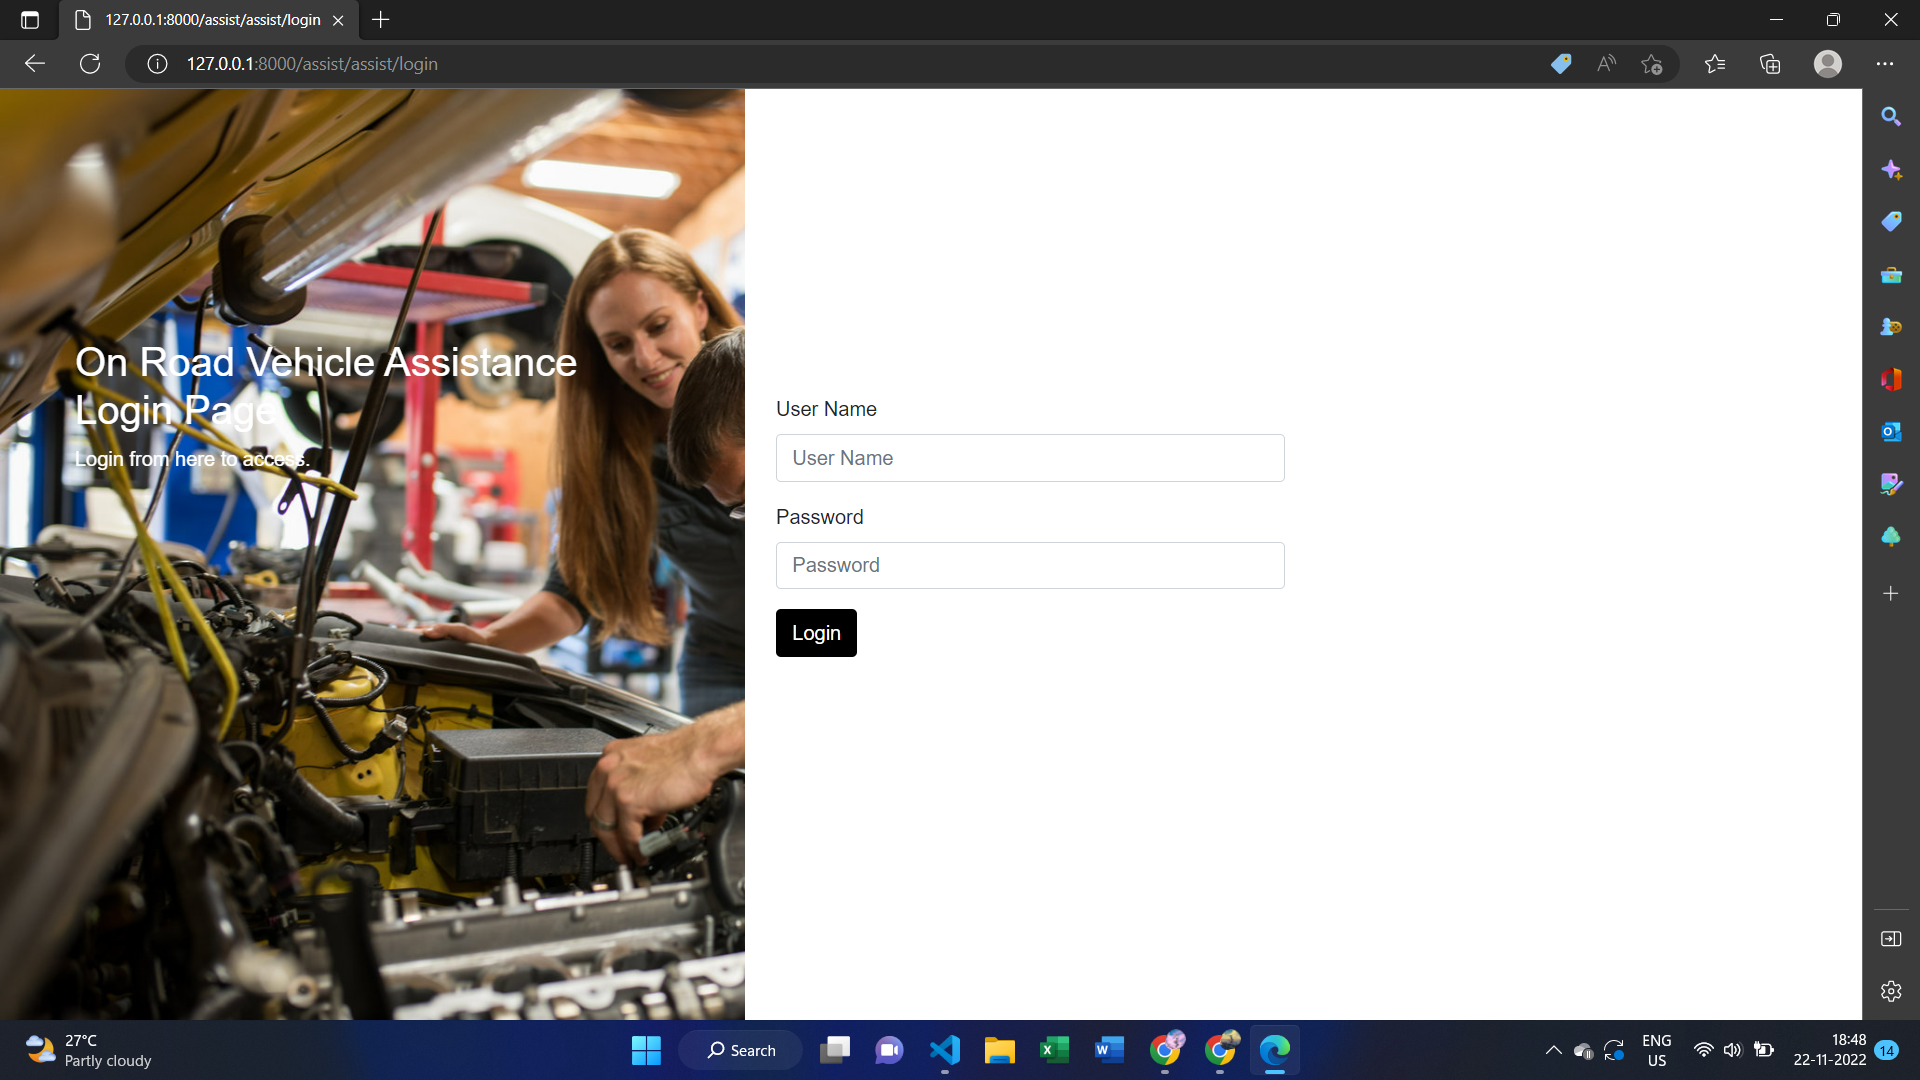 127.0.0.1:8000/assist/assist/login
127.0.0.1:8000/assist/assist/login
On Road Vehicle Assistance
Login Page
Login from here to access.
User Name
User Name
Password
Password
Login
27°C
Partly cloudy
Search
ENG
US
18:48
22-11-2022
14